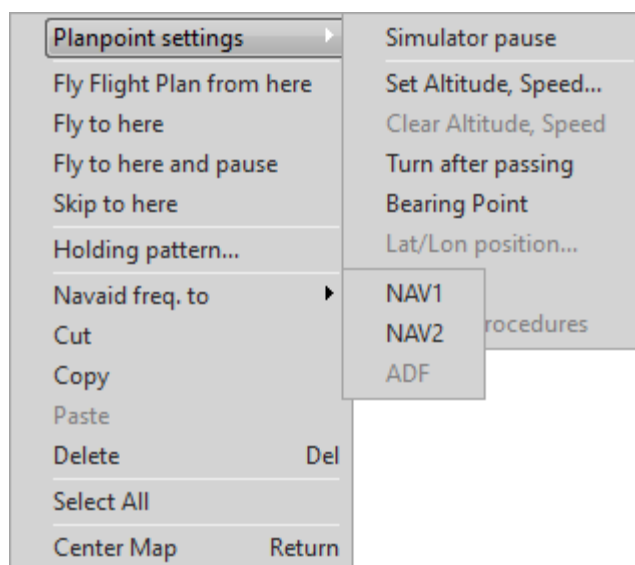 Planpoint settings
Fly Flight Plan from here
Fly to here
Fly to here and pause
Skip to here
Holding pattern...
Navaid freq. to
Cut
Copy
Paste
Delete Del
Select All
Center Map Return
Simulator pause
Set Altitude, Speed...
Clear Altitude, Speed
Turn after passing
Bearing Point
Lat/Lon position...
rocedures
NAV1
NAV2
ADF